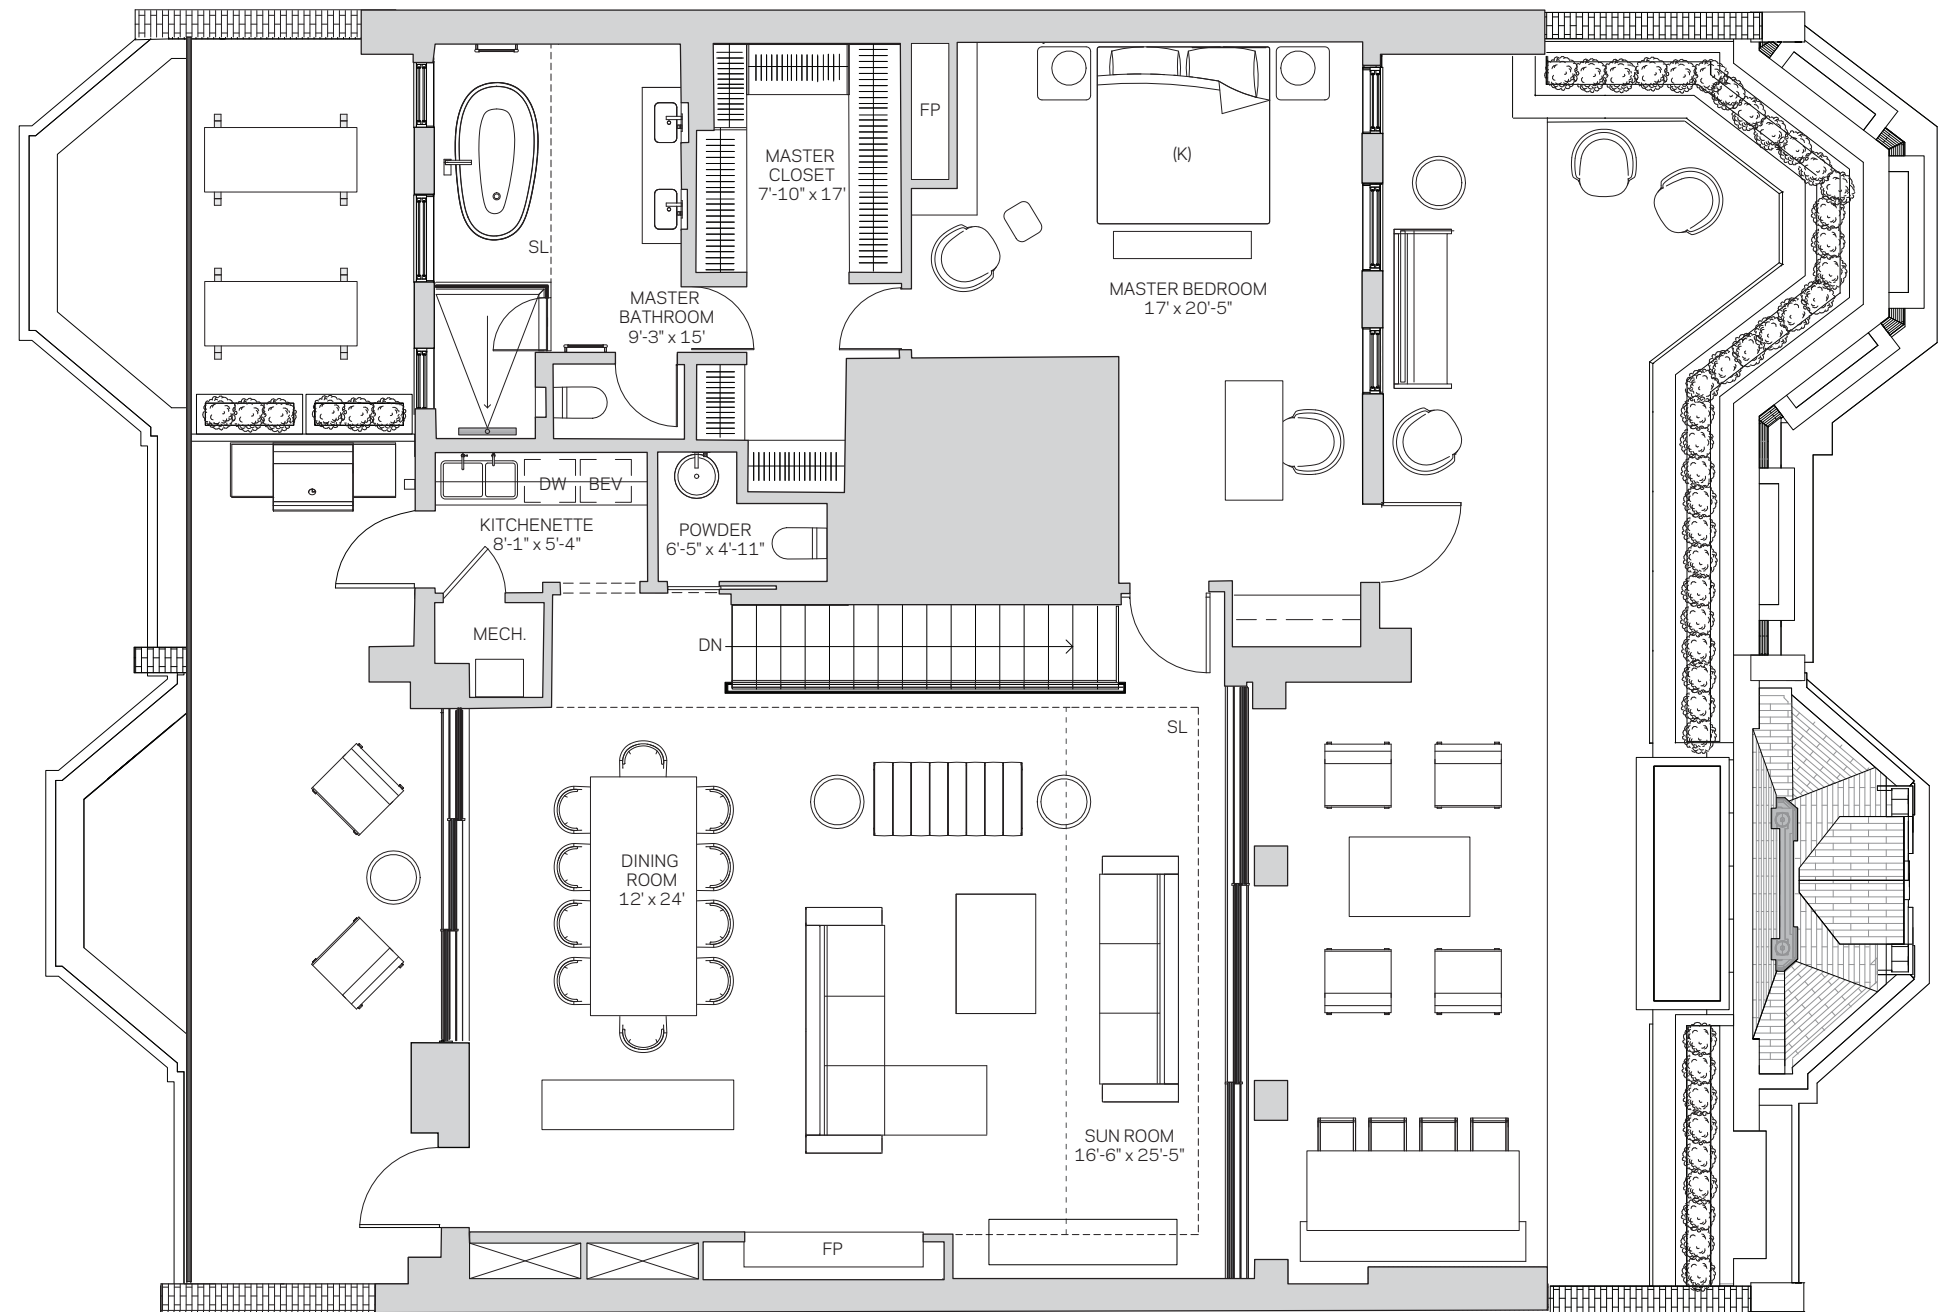 FP
(K)
MASTER
CLOSET
7'-10" x 17'
SL
MASTER
BATHROOM
9'-3" x 15'
MASTER BEDROOM
17' x 20'-5"
DW
BEV
KITCHENETTE
8'-1" x 5'-4"
POWDER
6'-5" x 4'-11"
MECH.
DN
SL
DINING
ROOM
12' x 24'
SUN ROOM
16'-6" x 25'-5"
FP